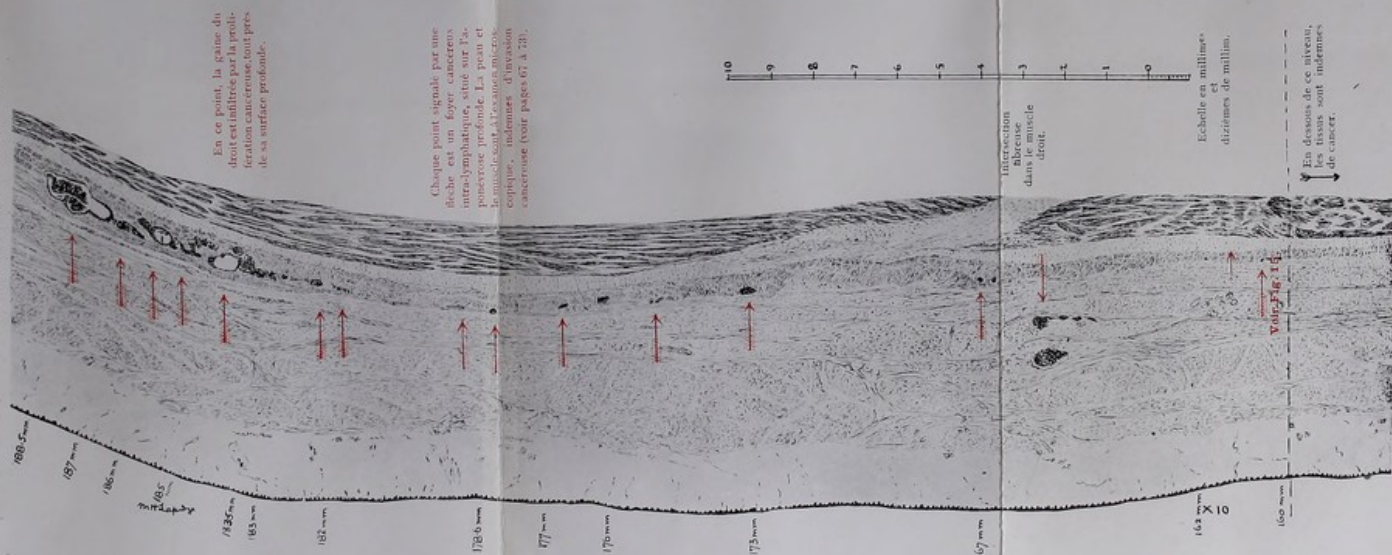 En ce point, la gaine du
droit est infiltrée par la proli-
fération cancéreuse, tout près
de sa surface profonde.
Chaque point signalé par une
flèche est un foyer cancéreux
intra-lymphatique, situé sur l'a-
ponévrose profonde. La peau et
le muscle sont, à l'examen micros-
copique, indemnes d'invasion
cancéreuse (voir pages 67 à 73).
10
9
8
7
6
5
4
3
2
1
0
Intersection
fibreuse
dans le muscle
droit.
Echelle en millimes
et
dixièmes de millim.
En dessous de ce niveau,
les tissus sont indemnes
de cancer.
Voir Fig. 16
188·5mm
187mm
186mm
185
183·5mm
183mm
182mm
178·6mm
177mm
176mm
173mm
67mm
162mm
X 10
160mm